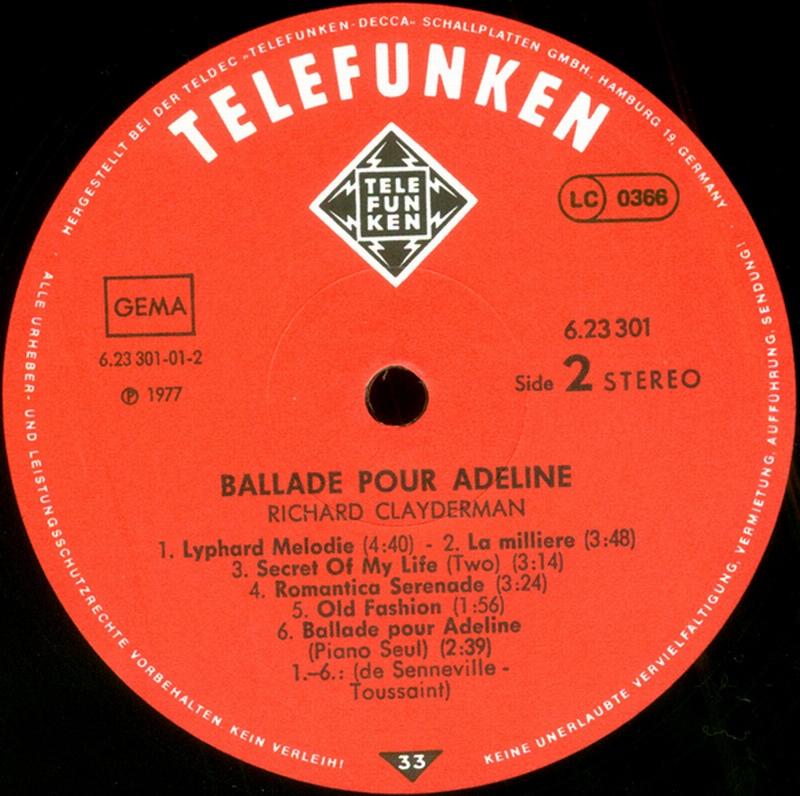 HERGESTELLT BEI DER TELDEC »TELEFUNKEN-DECCA« SCHALLPLATTEN GMBH., HAMBURG 19, GERMANY
TELEFUNKEN
TELE
FUN
KEN
LC 0366
GEMA
6.23 301-01-2
℗ 1977
6.23301
Side 2 STEREO
BALLADE POUR ADELINE
RICHARD CLAYDERMAN
1. Lyphard Melodie (4:40) - 2. La milliere (3:48)
3. Secret Of My Life (Two) (3:14)
4. Romantica Serenade (3:24)
5. Old Fashion (1:56)
6. Ballade pour Adeline
(Piano Seul) (2:39)
1.-6.: (de Senneville -
Toussaint)
33
ALLE URHEBER- UND LEISTUNGSSCHUTZRECHTE VORBEHALTEN. KEIN VERLEIH!
KEINE UNERLAUBTE VERVIELFÄLTIGUNG, VERMIETUNG, AUFFÜHRUNG, SENDUNG!